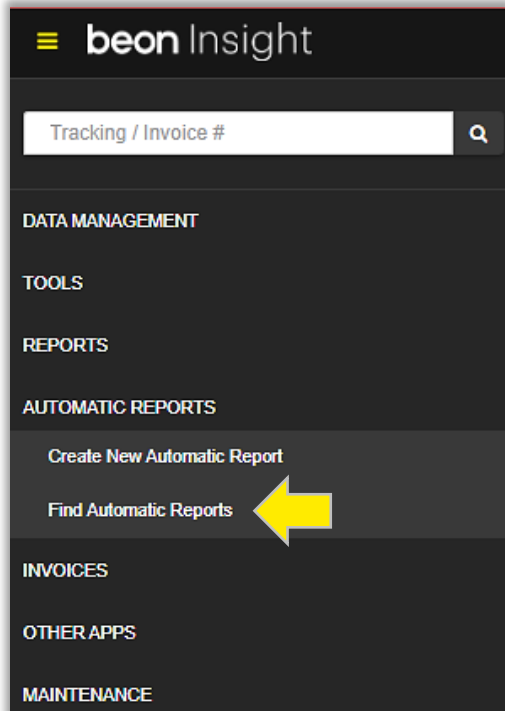 beon Insight
Tracking / Invoice #
DATA MANAGEMENT
TOOLS
REPORTS
AUTOMATIC REPORTS
Create New Automatic Report
Find Automatic Reports
INVOICES
OTHER APPS
MAINTENANCE